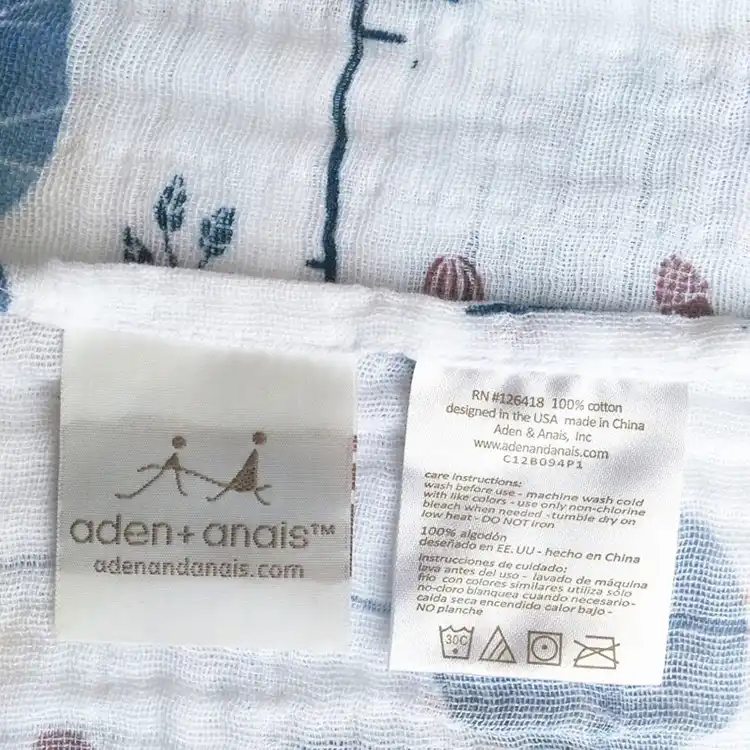 aden+anais™
adenandanais.com
RN #126418 100% cotton
designed in the USA made in China
Aden & Anais, Inc
www.adenandanais.com
C12B094P1
care instructions:
wash before use - machine wash cold
with like colors - use only non-chlorine
bleach when needed -tumble dry on
low heat - DO NOT iron
100% algodón
deseñado en EE. UU - hecho en China
Instrucciones de cuidado:
lava antes del uso - lavado de máquina
frío con colores similares utiliza sólo
no-cloro blanquea cuando necesario-
caída seca encendido calor bajo -
NO planche
30C